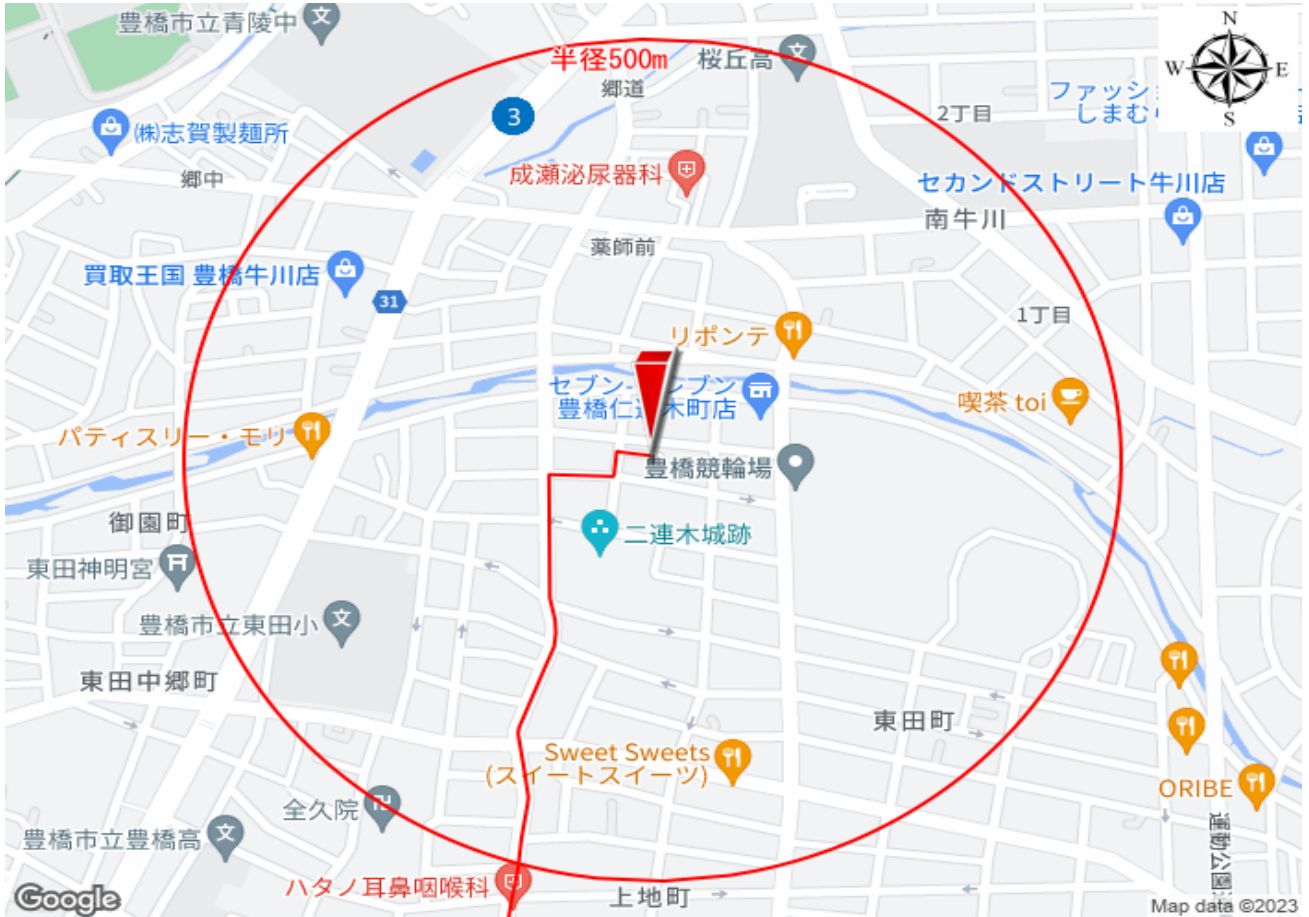 豊橋市立青陵中
半径500m
桜丘高
N
W
E
S
郷道
3
2丁目
ファッショ
しまむ
(株)志賀製麺所
成瀬泌尿器科
郷中
セカンドストリート牛川店
南牛川
薬師前
買取王国 豊橋牛川店
31
1丁目
リポンテ
セブン-
ブン
豊橋仁連木町店
喫茶 toi
パティスリー・モリ
豊橋競輪場
御園町
二連木城跡
東田神明宮
豊橋市立東田小
東田中郷町
東田町
Sweet Sweets
(スイートスイーツ)
ORIBE
全久院
豊橋市立豊橋高
運動公園
ハタノ耳鼻咽喉科
上地町
Google
Map data ©2023